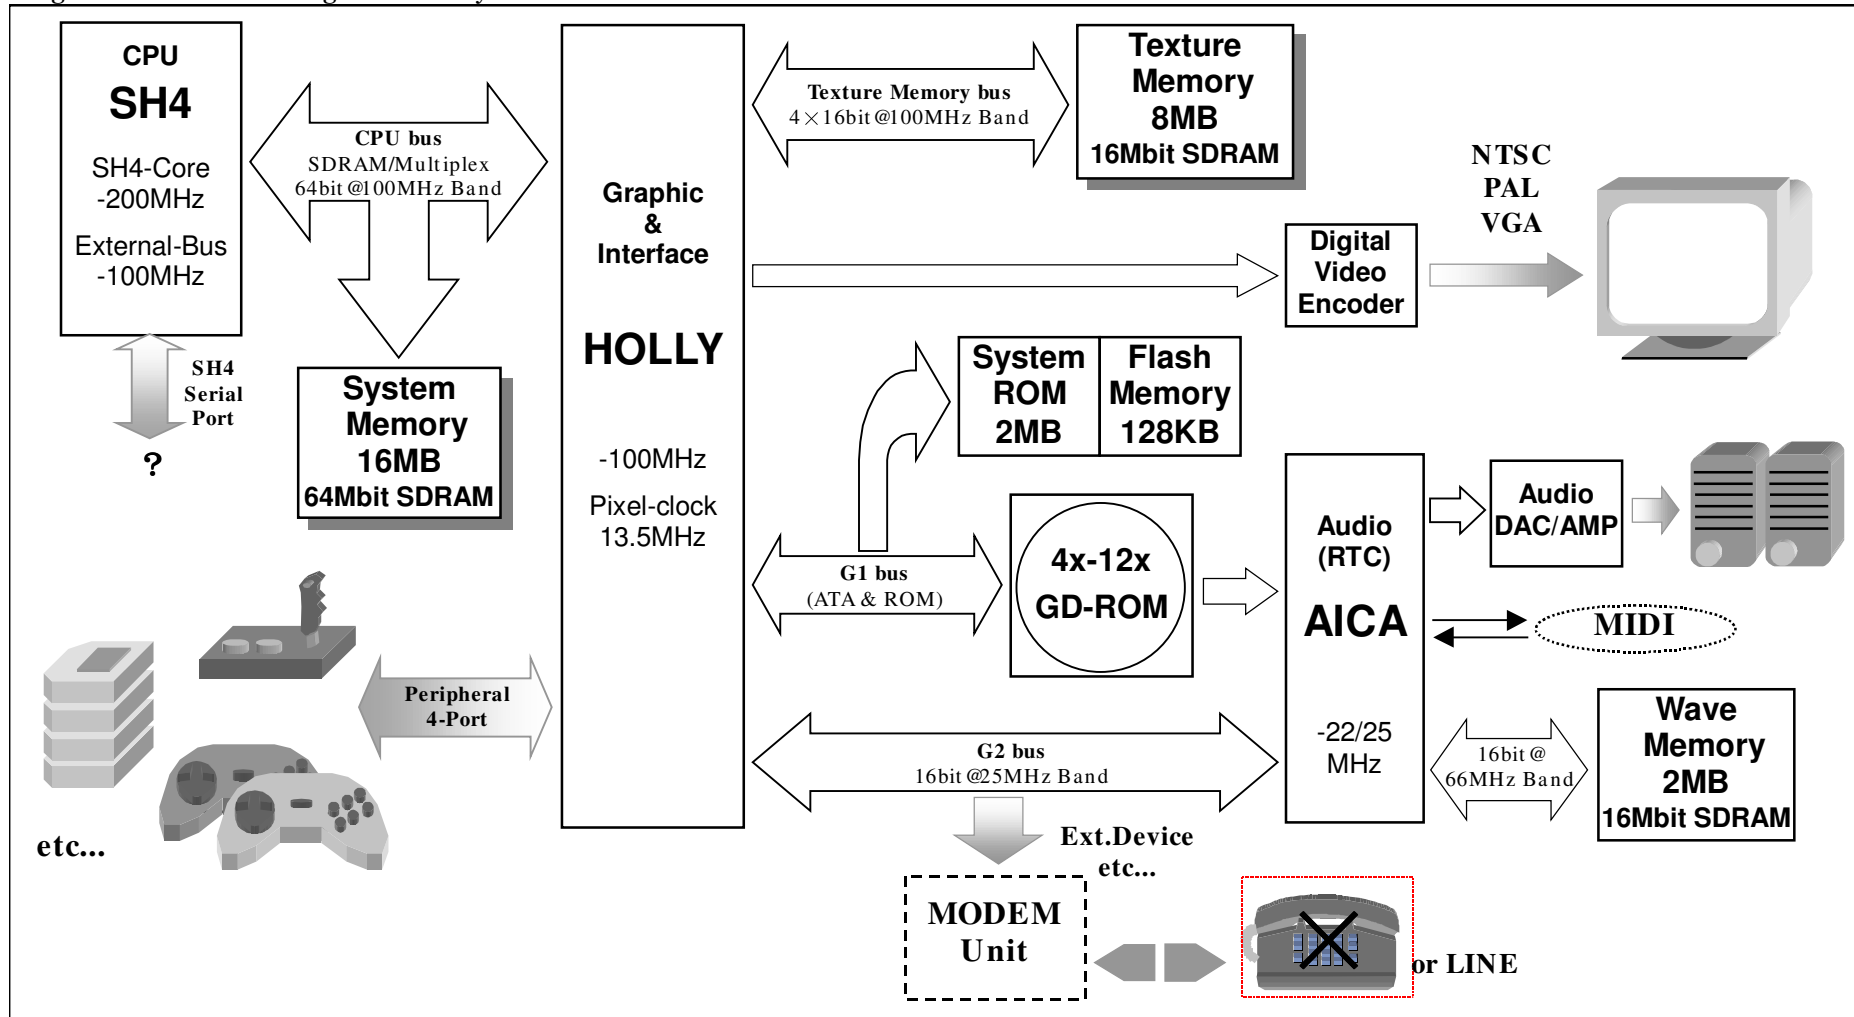 CPU
SH4
SH4-Core
-200MHz
External-Bus
-100MHz
CPU bus
SDRAM/Multiplex
64bit@100MHz Band
SH4
Serial
Port
?
System
Memory
16MB
64Mbit SDRAM
Graphic
&
Interface
HOLLY
-100MHz
Pixel-clock
13.5MHz
Texture Memory bus
4×16bit@100MHz Band
Texture
Memory
8MB
16Mbit SDRAM
Digital
Video
Encoder
NTSC
PAL
VGA
System
ROM
2MB
Flash
Memory
128KB
G1 bus
(ATA & ROM)
4x-12x
GD-ROM
Audio
(RTC)
AICA
-22/25
MHz
Audio
DAC/AMP
MIDI
16bit@
66MHz Band
Wave
Memory
2MB
16Mbit SDRAM
Peripheral
4-Port
etc...
G2 bus
16bit@25MHz Band
Ext.Device
etc...
MODEM
Unit
or LINE